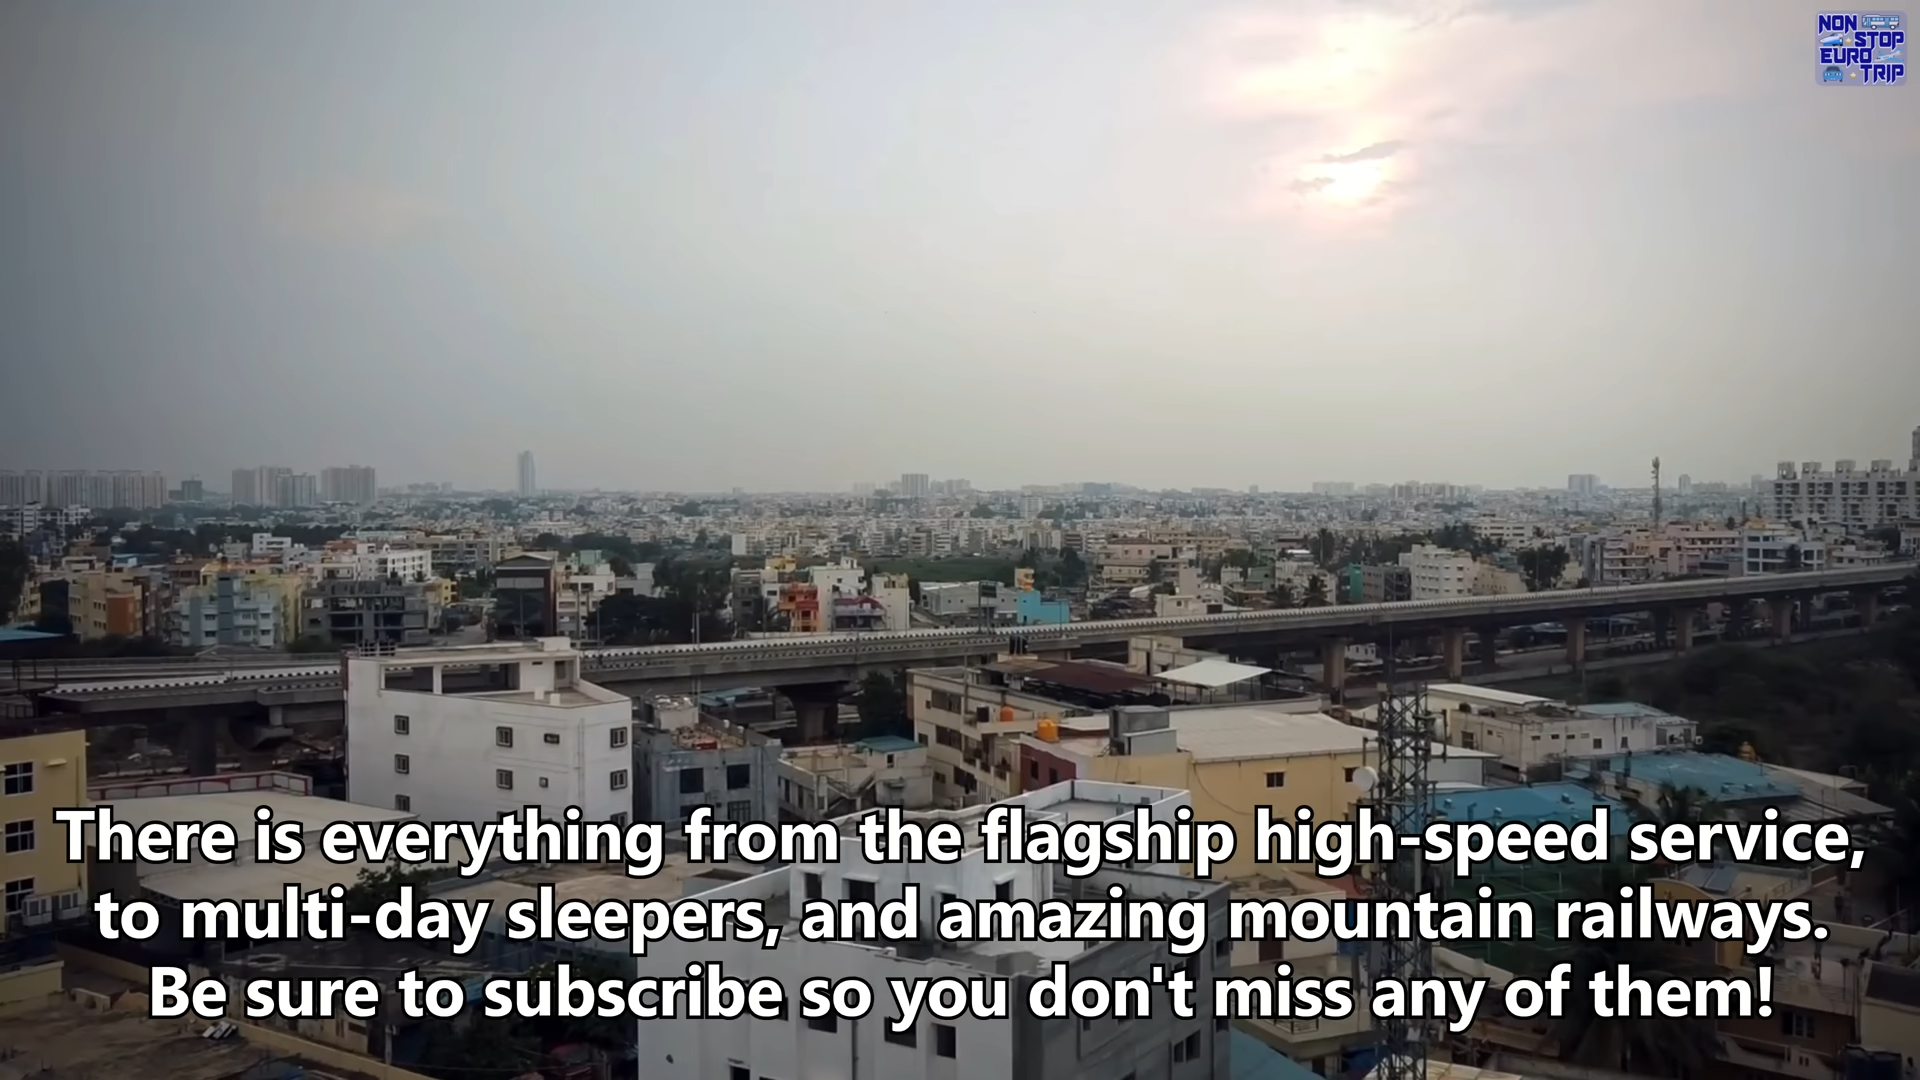 NON
STOP
EURO
TRIP
There is everything from the flagship high-speed service,
to multi-day sleepers, and amazing mountain railways.
Be sure to subscribe so you don't miss any of them!